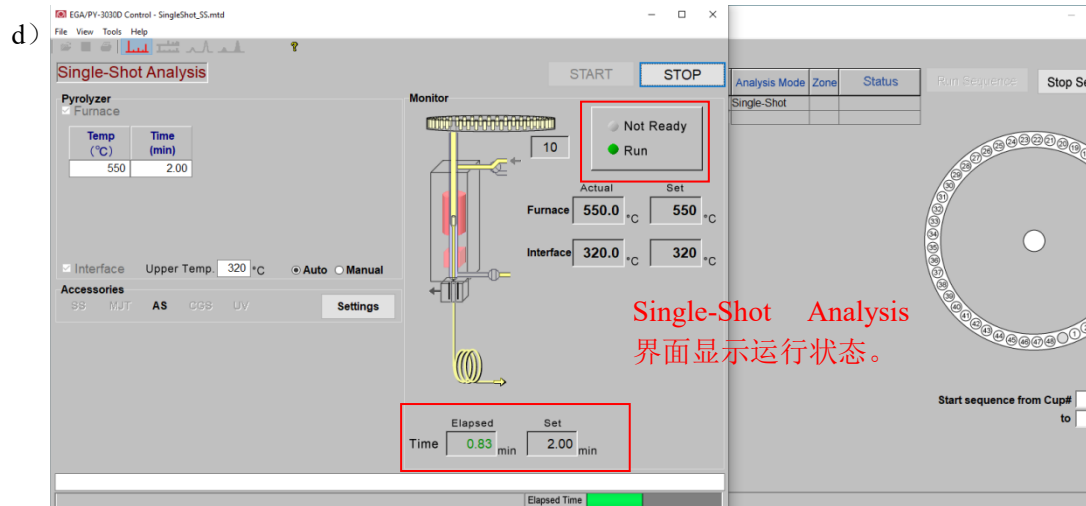 d）
EGA/PY-3030D Control - SingleShot_SS.mtd
File View Tools Help
Single-Shot Analysis
START STOP
Pyrolyzer
Furnace
Temp (°C) Time (min)
550 2.00
Interface Upper Temp. 320 °C Auto Manual
Accessories
SS MJT AS CGS UV Settings
Monitor
10
Not Ready
Run
Actual Set
Furnace 550.0 °C 550 °C
Interface 320.0 °C 320 °C
Elapsed Set
Time 0.83 min 2.00 min
Elapsed Time
Analysis Mode Zone Status
Single-Shot
Run Sequence Stop Se
Single-Shot Analysis
界面显示运行状态。
Start sequence from Cup#
to